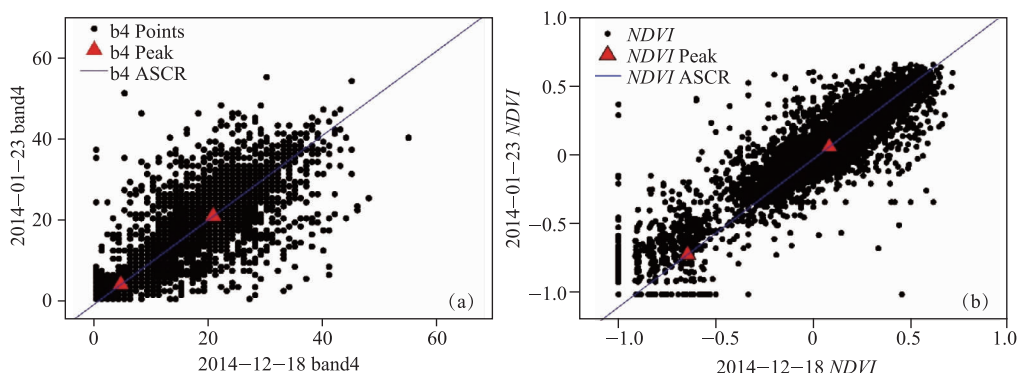 b4 Points
b4 Peak
b4 ASCR
60
40
20
0
2014−01−23 band4
(a)
0 20 40 60
2014−12−18 band4
NDVI
NDVI Peak
NDVI ASCR
1.0
0.5
0
−0.5
−1.0
2014−01−23 NDVI
(b)
−1.0 −0.5 0 0.5 1.0
2014−12−18 NDVI